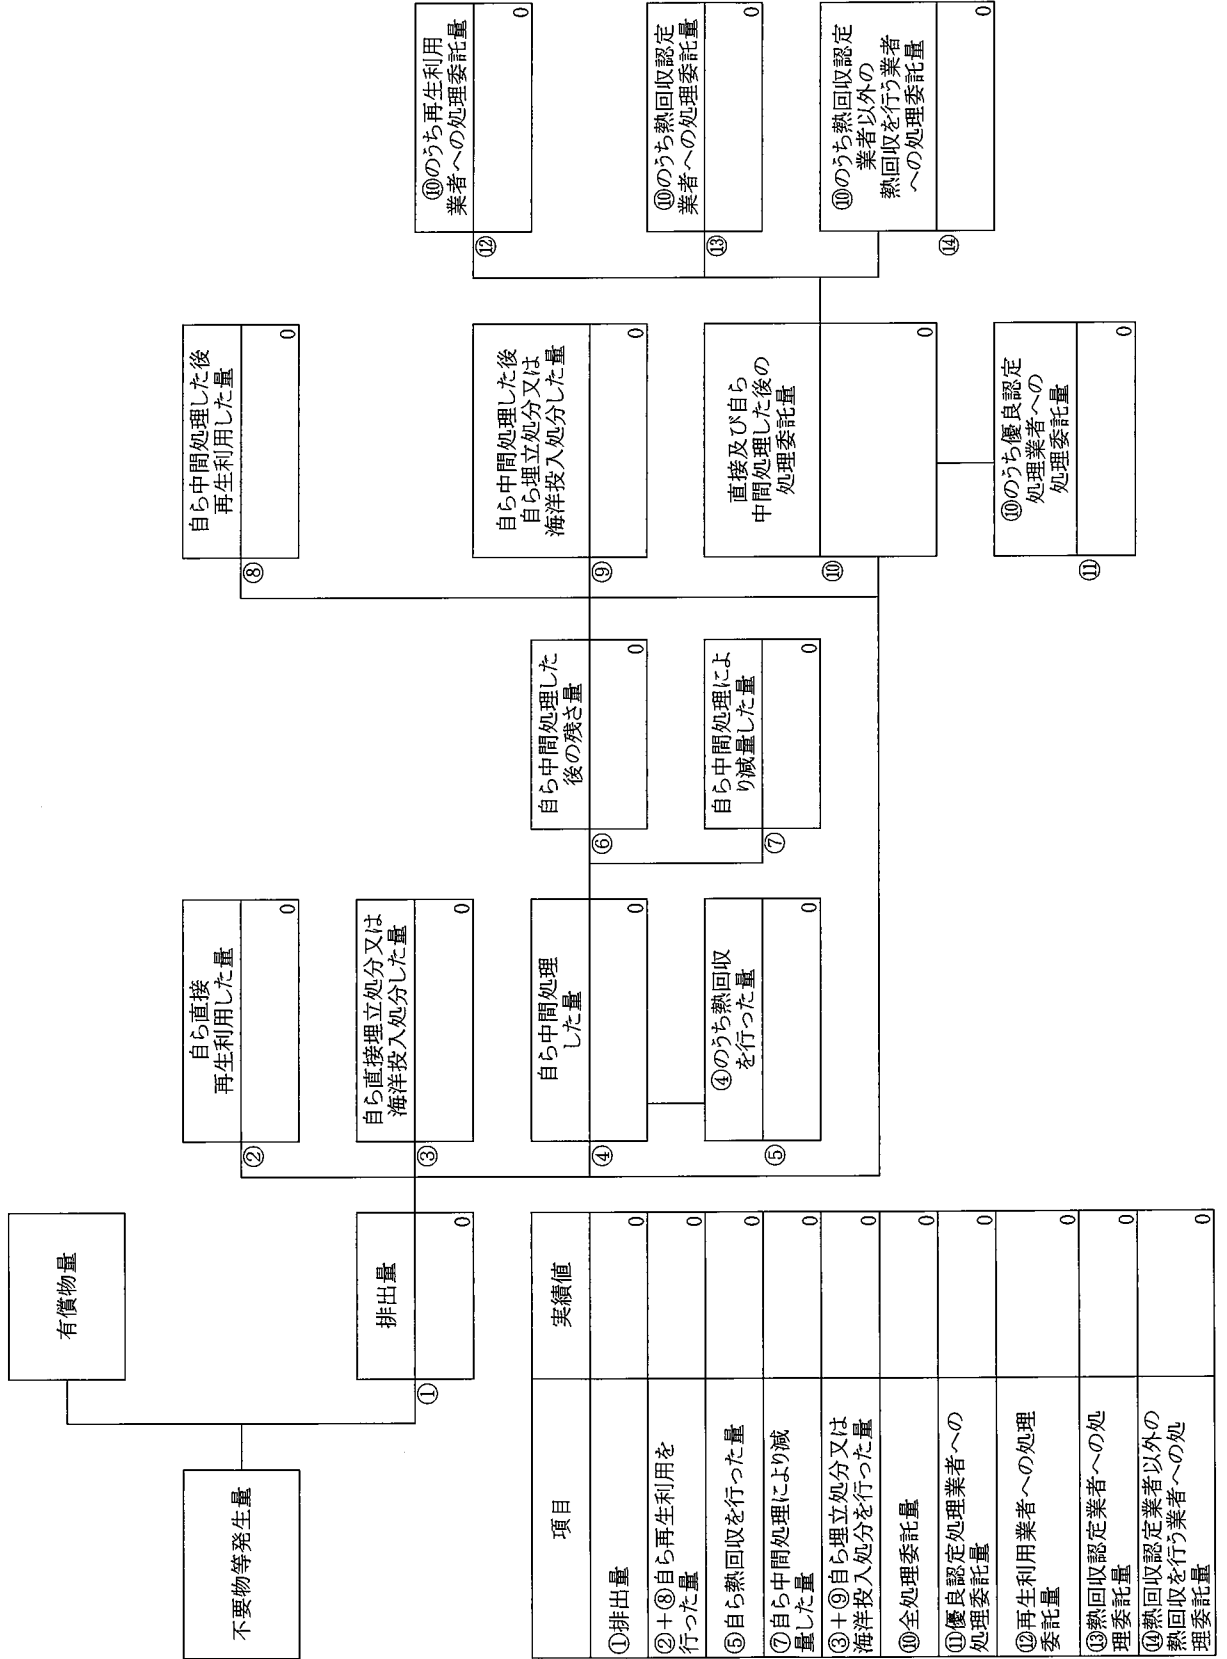 有償物量
不要物等発生量
排出量
①
0
自ら直接
再生利用した量
②
0
自ら直接埋立処分又は
海洋投入処分した量
③
0
自ら中間処理
した量
④
0
④のうち熱回収
を行った量
⑤
0
自ら中間処理した
後の残さ量
⑥
0
自ら中間処理によ
り減量した量
⑦
0
自ら中間処理した後
再生利用した量
⑧
0
自ら中間処理した後
自ら埋立処分又は
海洋投入処分した量
⑨
0
直接及び自ら
中間処理した後の
処理委託量
⑩
0
⑩のうち優良認定
処理業者への
処理委託量
⑪
0
⑩のうち再生利用
業者への処理委託量
⑫
0
⑩のうち熱回収認定
業者への処理委託量
⑬
0
⑩のうち熱回収認定
業者以外の
熱回収を行う業者
への処理委託量
⑭
0
項目 実績値
①排出量 0
②+⑧自ら再生利用を
行った量 0
⑤自ら熱回収を行った量 0
⑦自ら中間処理により減
量した量 0
③+⑨自ら埋立処分又は
海洋投入処分を行った量 0
⑩全処理委託量 0
⑪優良認定処理業者への
処理委託量 0
⑫再生利用業者への処理
委託量 0
⑬熱回収認定業者への処
理委託量 0
⑭熱回収認定業者以外の
熱回収を行う業者への処
理委託量 0